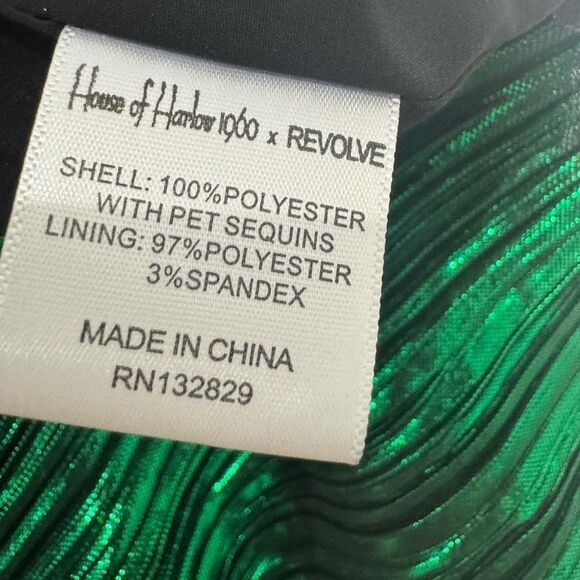 House of Harlow 1960 x REVOLVE
SHELL: 100%POLYESTER
WITH PET SEQUINS
LINING: 97%POLYESTER
3%SPANDEX
MADE IN CHINA
RN132829